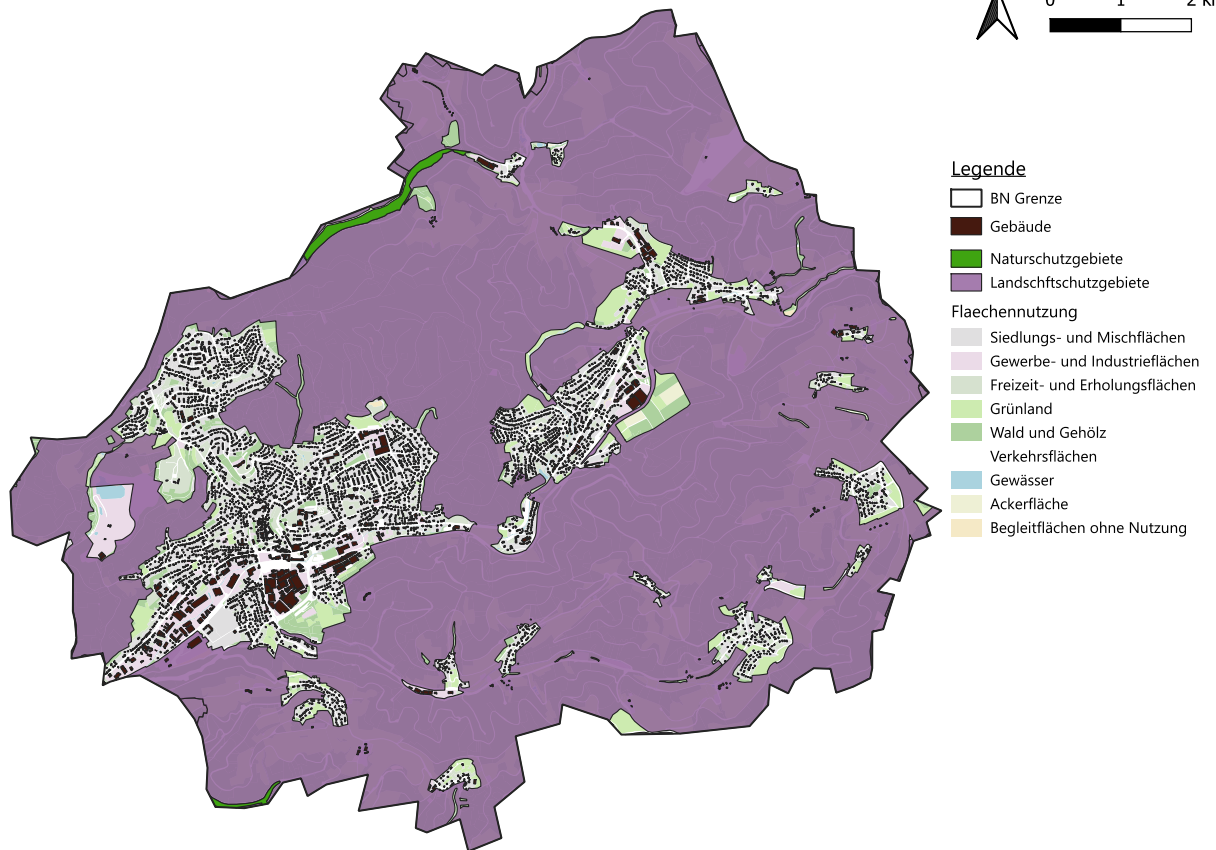 0 1 2 k
Legende
BN Grenze
Gebäude
Naturschutzgebiete
Landschftschutzgebiete
Flaechennutzung
Siedlungs- und Mischflächen
Gewerbe- und Industrieflächen
Freizeit- und Erholungsflächen
Grünland
Wald und Gehölz
Verkehrsflächen
Gewässer
Ackerfläche
Begleitflächen ohne Nutzung